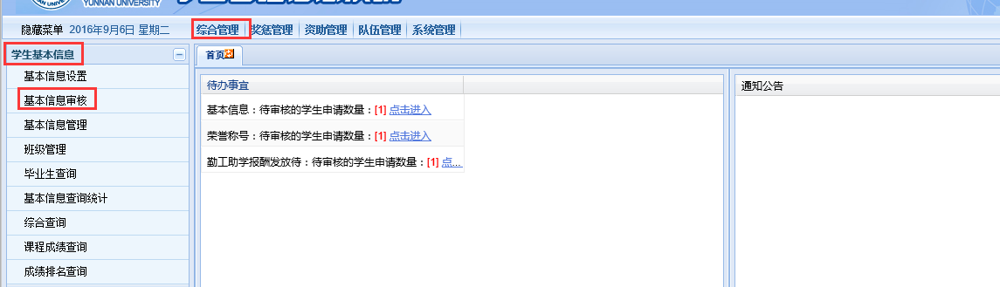 YUNNAN UNIVERSITY
隐藏菜单 2016年9月6日 星期二 综合管理 奖惩管理 资助管理 队伍管理 系统管理
学生基本信息
基本信息设置
基本信息审核
基本信息管理
班级管理
毕业生查询
基本信息查询统计
综合查询
课程成绩查询
成绩排名查询
首页
待办事宜
基本信息：待审核的学生申请数量：[1] 点击进入
荣誉称号：待审核的学生申请数量：[1] 点击进入
勤工助学报酬发放待：待审核的学生申请数量：[1] 点...
通知公告